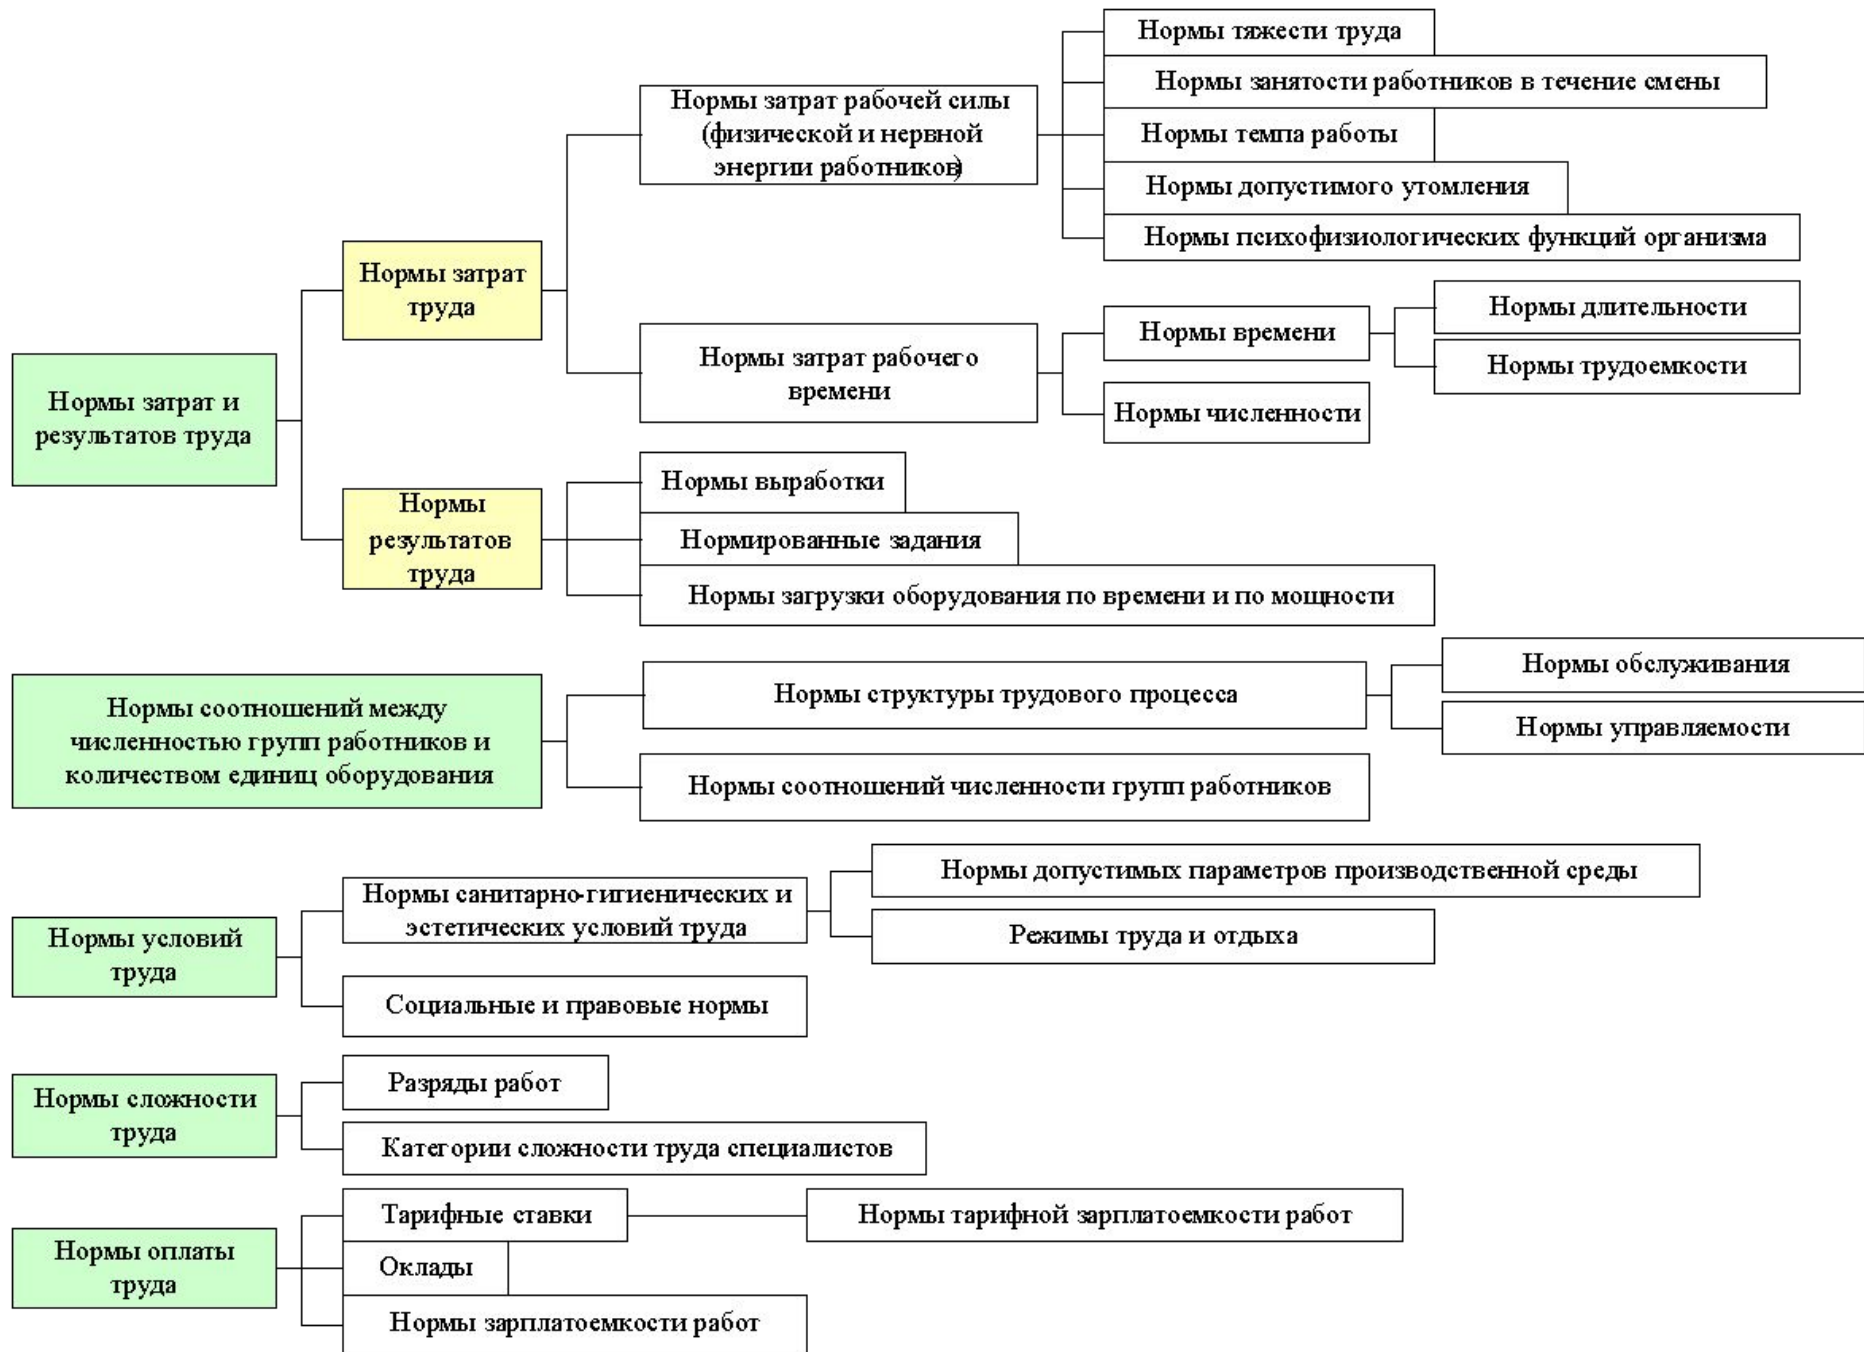 Нормы тяжести труда
Нормы занятости работников в течение смены
Нормы затрат рабочей силы
(физической и нервной
энергии работников)
Нормы темпа работы
Нормы допустимого утомления
Нормы психофизиологических функций организма
Нормы затрат
труда
Нормы затрат рабочего
времени
Нормы времени
Нормы длительности
Нормы трудоемкости
Нормы численности
Нормы затрат и
результатов труда
Нормы
результатов
труда
Нормы выработки
Нормированные задания
Нормы загрузки оборудования по времени и по мощности
Нормы соотношений между
численностью групп работников и
количеством единиц оборудования
Нормы структуры трудового процесса
Нормы обслуживания
Нормы управляемости
Нормы соотношений численности групп работников
Нормы условий
труда
Нормы санитарно-гигиенических и
эстетических условий труда
Нормы допустимых параметров производственной среды
Режимы труда и отдыха
Социальные и правовые нормы
Нормы сложности
труда
Разряды работ
Категории сложности труда специалистов
Нормы оплаты
труда
Тарифные ставки
Нормы тарифной зарплатоемкости работ
Оклады
Нормы зарплатоемкости работ